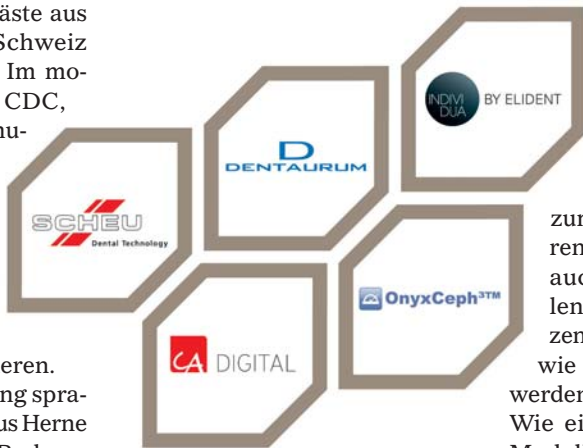 äste aus
Schweiz
Im mo-
CDC,
nu-
INDIVI
DUA
BY ELIDENT
D
DENTAURUM
SCHEU
Dental Technology
OnyxCeph³™
CA DIGITAL
eren.
ng spra-
us Herne
zur
ren
auc
len
zen
wie
werden
Wie ei